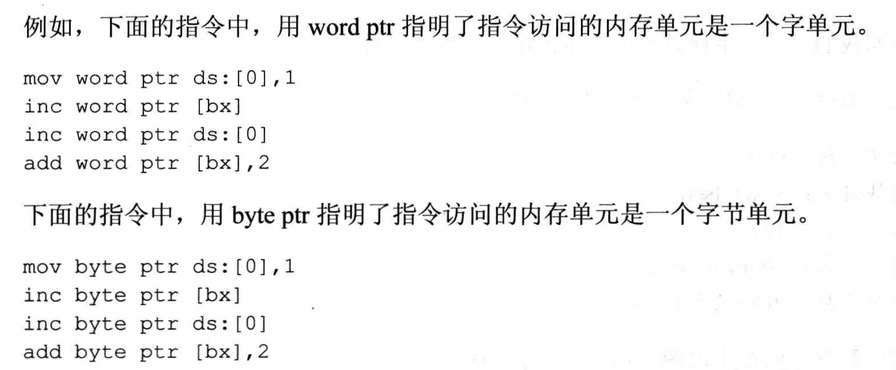 例如，下面的指令中，用 word ptr 指明了指令访问的内存单元是一个字单元。
mov word ptr ds:[0],1
inc word ptr [bx]
inc word ptr ds:[0]
add word ptr [bx],2
下面的指令中，用 byte ptr 指明了指令访问的内存单元是一个字节单元。
mov byte ptr ds:[0],1
inc byte ptr [bx]
inc byte ptr ds:[0]
add byte ptr [bx],2